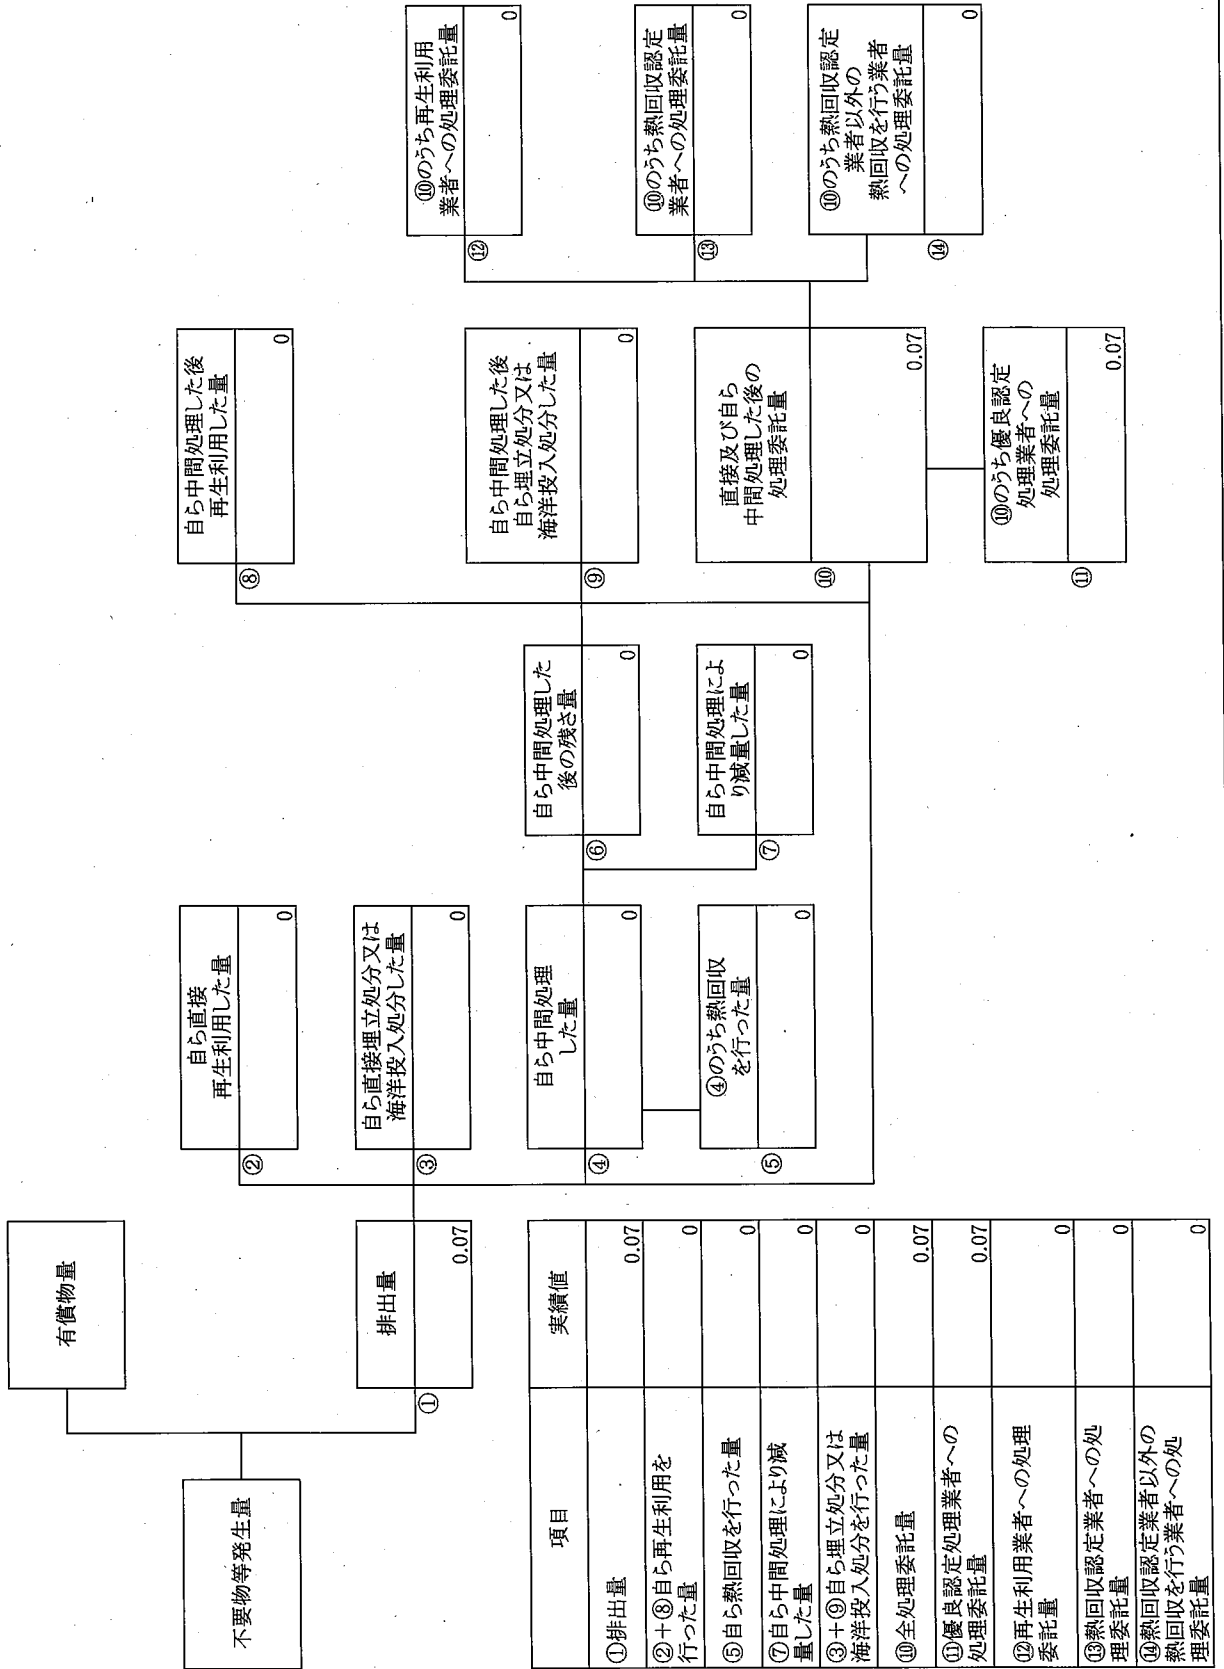 不要物等発生量
有償物量
①
排出量
0.07
②
自ら直接
再生利用した量
0
③
自ら直接埋立処分又は
海洋投入処分した量
0
④
自ら中間処理
した量
0
⑤
④のうち熱回収
を行った量
0
⑥
自ら中間処理した
後の残さ量
0
⑦
自ら中間処理によ
り減量した量
0
⑧
自ら中間処理した後
再生利用した量
0
⑨
自ら中間処理した後
自ら埋立処分又は
海洋投入処分した量
0
⑩
直接及び自ら
中間処理した後の
処理委託量
0.07
⑪
⑩のうち優良認定
処理業者への
処理委託量
0.07
⑫
⑩のうち再生利用
業者への処理委託量
0
⑬
⑩のうち熱回収認定
業者への処理委託量
0
⑭
⑩のうち熱回収認定
業者以外の
熱回収を行う業者
への処理委託量
0
項目
実績値
①排出量
0.07
②+⑧自ら再生利用を
行った量
0
⑤自ら熱回収を行った量
0
⑦自ら中間処理により減
量した量
0
③+⑨自ら埋立処分又は
海洋投入処分を行った量
0
⑩全処理委託量
0.07
⑪優良認定処理業者への
処理委託量
0.07
⑫再生利用業者への処理
委託量
0
⑬熱回収認定業者への処
理委託量
0
⑭熱回収認定業者以外の
熱回収を行う業者への処
理委託量
0